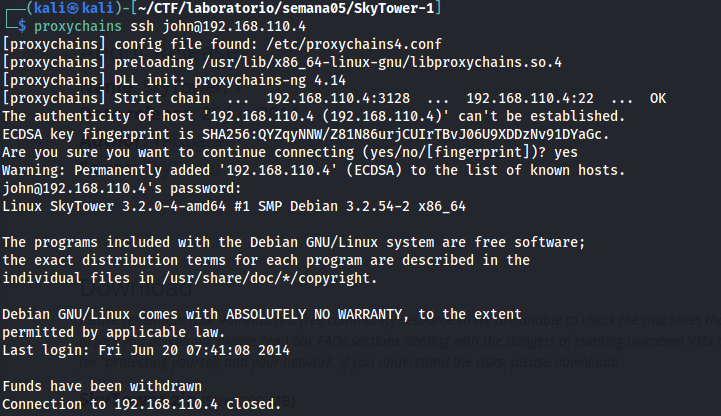 (kali㉿kali)-[~/CTF/laboratorio/semana05/SkyTower-1]
$ proxychains ssh john@192.168.110.4
[proxychains] config file found: /etc/proxychains4.conf
[proxychains] preloading /usr/lib/x86_64-linux-gnu/libproxychains.so.4
[proxychains] DLL init: proxychains-ng 4.14
[proxychains] Strict chain  ...  192.168.110.4:3128  ...  192.168.110.4:22  ...  OK
The authenticity of host '192.168.110.4 (192.168.110.4)' can't be established.
ECDSA key fingerprint is SHA256:QYZqyNNW/Z81N86urjCUIrTBvJ06U9XDDzNv91DYaGc.
Are you sure you want to continue connecting (yes/no/[fingerprint])? yes
Warning: Permanently added '192.168.110.4' (ECDSA) to the list of known hosts.
john@192.168.110.4's password:
Linux SkyTower 3.2.0-4-amd64 #1 SMP Debian 3.2.54-2 x86_64
The programs included with the Debian GNU/Linux system are free software;
the exact distribution terms for each program are described in the
individual files in /usr/share/doc/*/copyright.
Debian GNU/Linux comes with ABSOLUTELY NO WARRANTY, to the extent
permitted by applicable law.
Last login: Fri Jun 20 07:41:08 2014
Funds have been withdrawn
Connection to 192.168.110.4 closed.